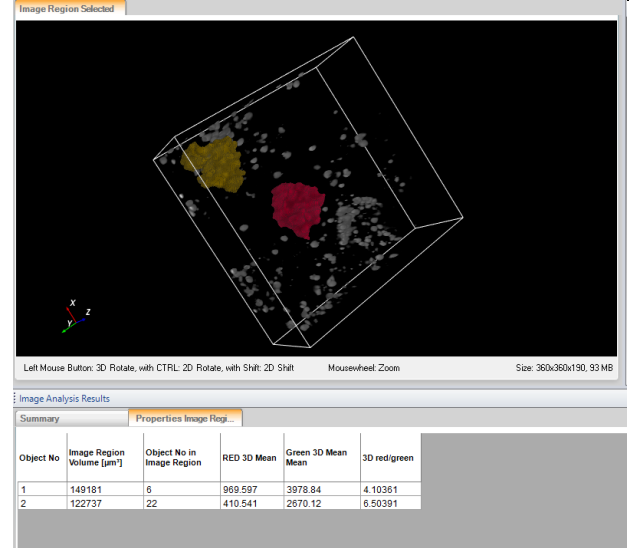 Image Region Selected
X
Z
Y
Left Mouse Button: 3D Rotate, with CTRL: 2D Rotate, with Shift: 2D Shift Mousewheel: Zoom Size: 360x360x190, 93 MB
Image Analysis Results
Summary Properties Image Regi...
Object No Image Region Volume [µm³] Object No in Image Region RED 3D Mean Green 3D Mean Mean 3D red/green
1 149181 6 969.597 3978.84 4.10361
2 122737 22 410.541 2670.12 6.50391